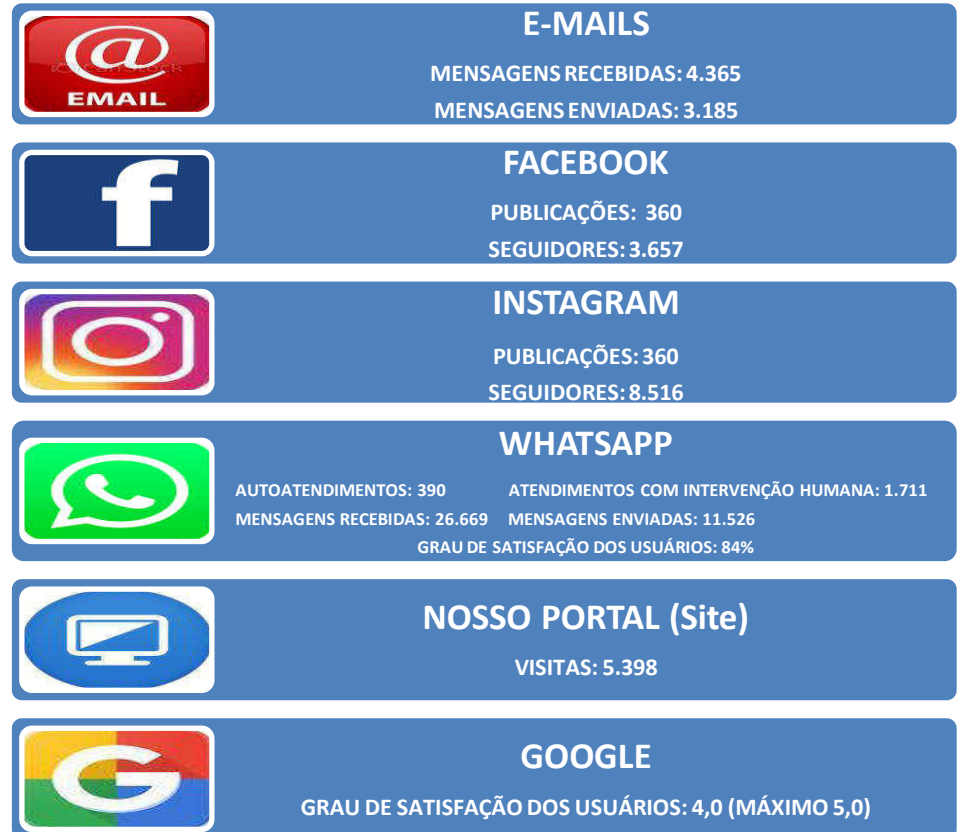 @
EMAIL
E-MAILS
MENSAGENS RECEBIDAS: 4.365
MENSAGENS ENVIADAS: 3.185
f
FACEBOOK
PUBLICAÇÕES: 360
SEGUIDORES: 3.657
INSTAGRAM
PUBLICAÇÕES: 360
SEGUIDORES: 8.516
WHATSAPP
AUTOATENDIMENTOS: 390 ATENDIMENTOS COM INTERVENÇÃO HUMANA: 1.711
MENSAGENS RECEBIDAS: 26.669 MENSAGENS ENVIADAS: 11.526
GRAU DE SATISFAÇÃO DOS USUÁRIOS: 84%
NOSSO PORTAL (Site)
VISITAS: 5.398
G
GOOGLE
GRAU DE SATISFAÇÃO DOS USUÁRIOS: 4,0 (MÁXIMO 5,0)